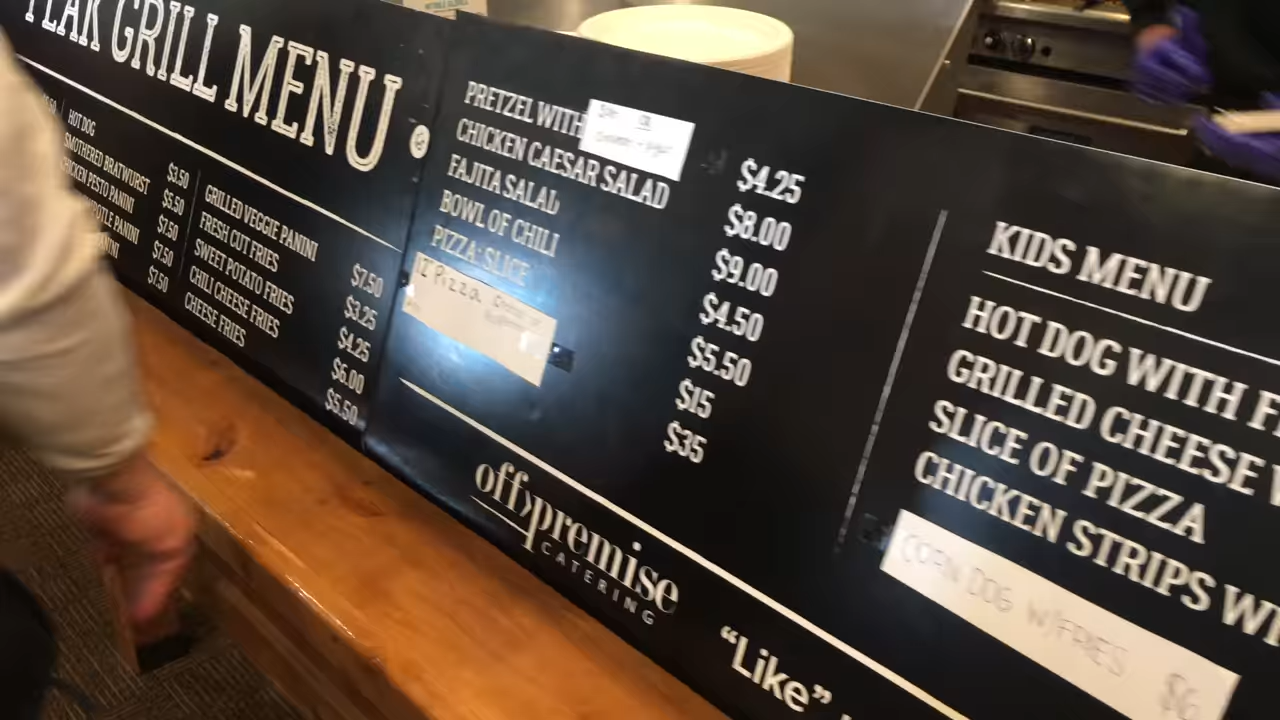 GRILL MENU
HOT DOG
SMOTHERED BRATWURST
CHICKEN PESTO PANINI
PANINI
$3.50
$5.50
$7.50
$7.50
$7.50
GRILLED VEGGIE PANINI
FRESH CUT FRIES
SWEET POTATO FRIES
CHILI CHEESE FRIES
CHEESE FRIES
$7.50
$3.25
$4.25
$6.00
$5.50
PRETZEL WITH
CHICKEN CAESAR SALAD
FAJITA SALAD
BOWL OF CHILI
PIZZA: SLICE
Pizza
$4.25
$8.00
$9.00
$4.50
$5.50
$15
$35
offpremise
CATERING
"Like"
KIDS MENU
HOT DOG WITH
GRILLED CHEESE
SLICE OF PIZZA
CHICKEN STRIPS
CORN DOG W/FRIES $6